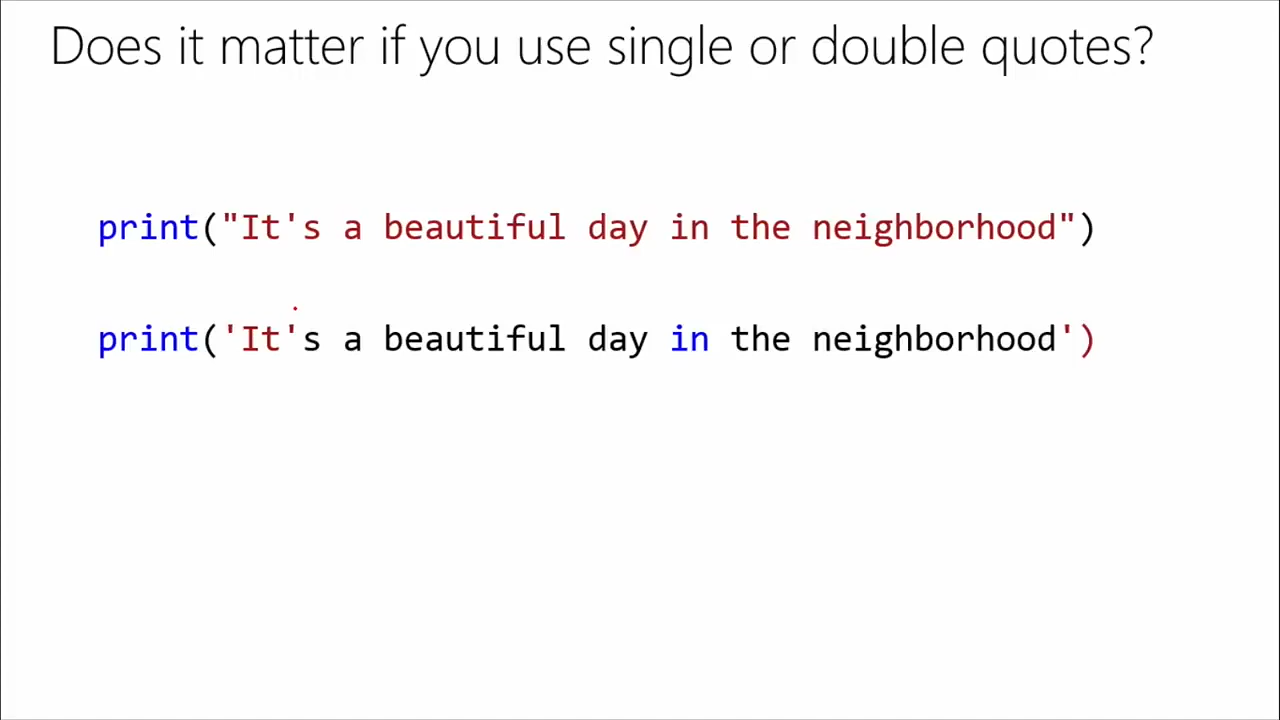 Does it matter if you use single or double quotes?
print("It's a beautiful day in the neighborhood")
print('It's a beautiful day in the neighborhood')